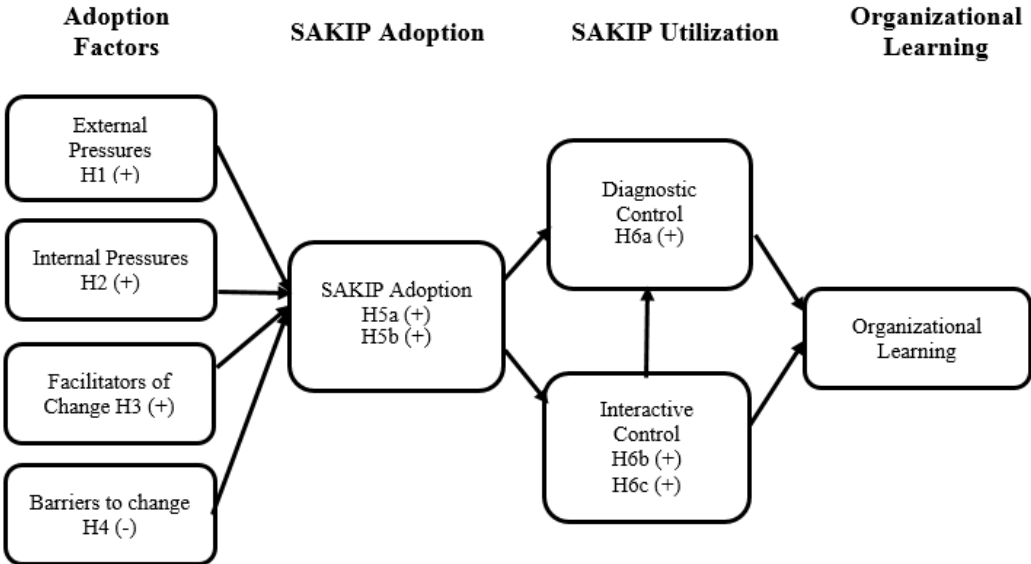 Adoption
Factors
SAKIP Adoption
SAKIP Utilization
Organizational
Learning
External
Pressures
H1 (+)
Internal Pressures
H2 (+)
Facilitators of
Change H3 (+)
Barriers to change
H4 (-)
SAKIP Adoption
H5a (+)
H5b (+)
Diagnostic
Control
H6a (+)
Interactive
Control
H6b (+)
H6c (+)
Organizational
Learning